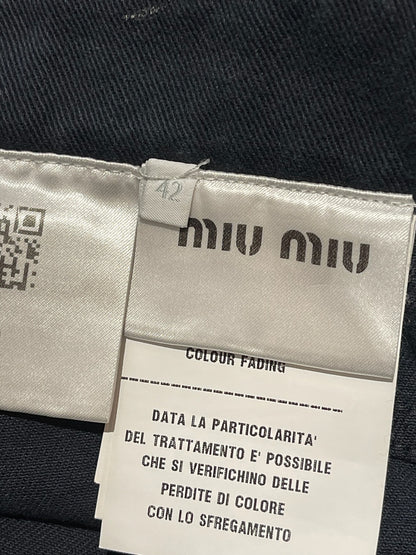 42
MIU MIU
COLOUR FADING
DATA LA PARTICOLARITA'
DEL TRATTAMENTO E' POSSIBILE
CHE SI VERIFICHINO DELLE
PERDITE DI COLORE
CON LO SFREGAMENTO